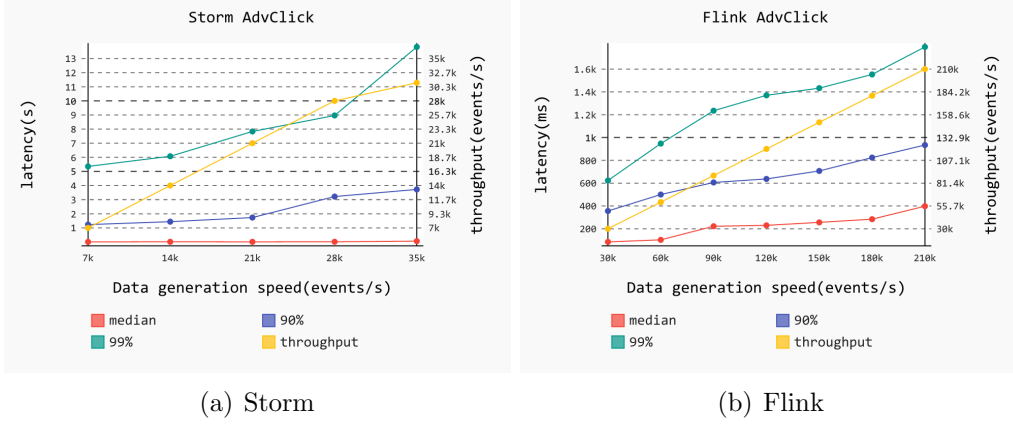 Storm AdvClick
latency(s)
13
12
11
10
9
8
7
6
5
4
3
2
1
35k
32.7k
30.3k
28k
25.7k
23.3k
21k
18.7k
16.3k
14k
11.7k
9.3k
7k
throughput(events/s)
7k 14k 21k 28k 35k
Data generation speed(events/s)
median 90%
99% throughput
(a) Storm
Flink AdvClick
latency(ms)
1.6k
1.4k
1.2k
1k
800
600
400
200
210k
184.2k
158.6k
132.9k
107.1k
81.4k
55.7k
30k
throughput(events/s)
30k 60k 90k 120k 150k 180k 210k
Data generation speed(events/s)
median 90%
99% throughput
(b) Flink